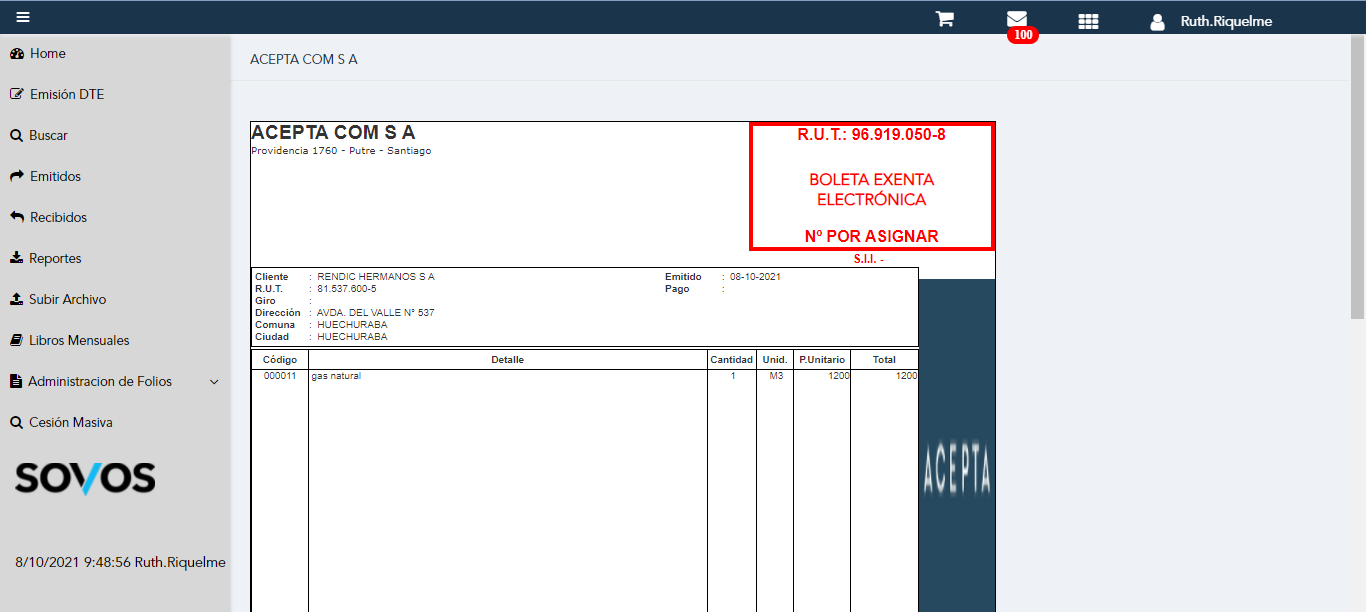 100
Ruth.Riquelme
Home
Emisión DTE
Buscar
Emitidos
Recibidos
Reportes
Subir Archivo
Libros Mensuales
Administracion de Folios
Cesión Masiva
SOVOS
8/10/2021 9:48:56 Ruth.Riquelme
ACEPTA COM S A
ACEPTA COM S A
Providencia 1760 - Putre - Santiago
R.U.T.: 96.919.050-8
BOLETA EXENTA
ELECTRÓNICA
Nº POR ASIGNAR
S.I.I. -
Cliente : RENDIC HERMANOS S A
R.U.T. : 81.537.600-5
Giro :
Dirección : AVDA. DEL VALLE N° 537
Comuna : HUECHURABA
Ciudad : HUECHURABA
Emitido : 08-10-2021
Pago :
Código Detalle Cantidad Unid. P.Unitario Total
000011 gas natural 1 M3 1200 1200
ACEPTA